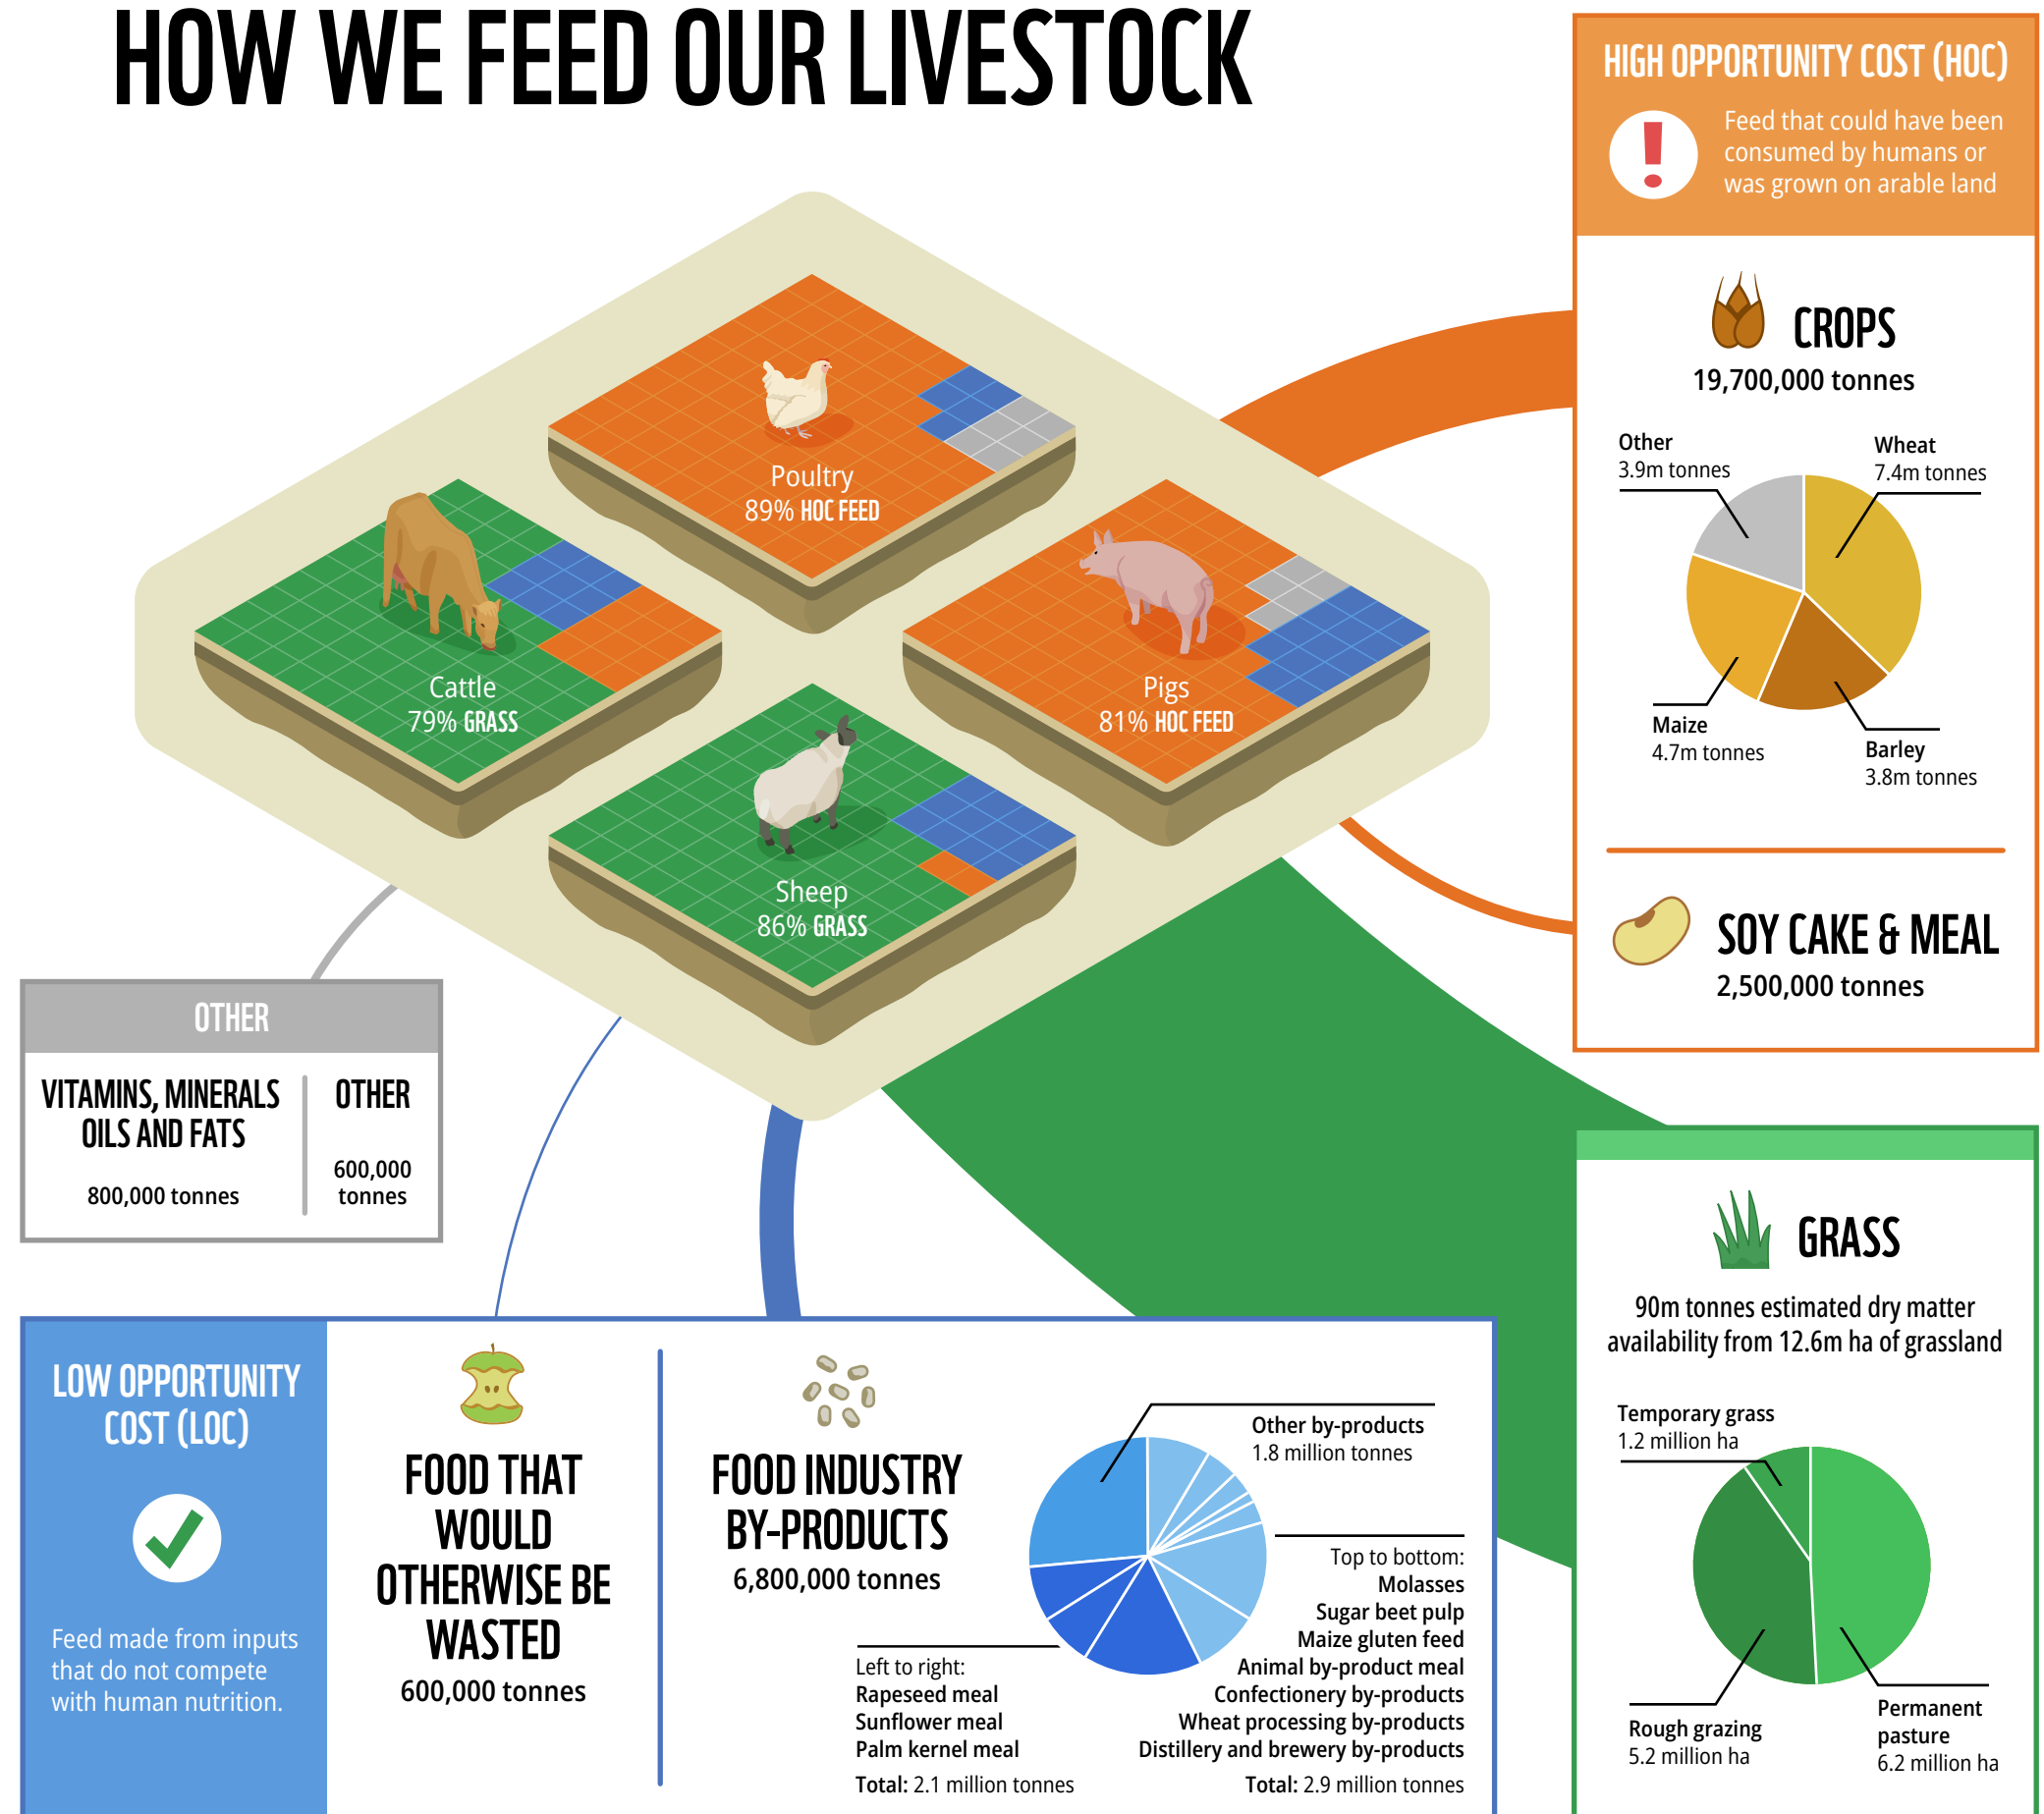 HOW WE FEED OUR LIVESTOCK
HIGH OPPORTUNITY COST (HOC)
!
Feed that could have been
consumed by humans or
was grown on arable land
CROPS
19,700,000 tonnes
Other
3.9m tonnes
Wheat
7.4m tonnes
Maize
4.7m tonnes
Barley
3.8m tonnes
SOY CAKE & MEAL
2,500,000 tonnes
Poultry
89% HOC FEED
Cattle
79% GRASS
Pigs
81% HOC FEED
Sheep
86% GRASS
OTHER
VITAMINS, MINERALS
OILS AND FATS
800,000 tonnes
OTHER
600,000
tonnes
GRASS
90m tonnes estimated dry matter
availability from 12.6m ha of grassland
Temporary grass
1.2 million ha
Rough grazing
5.2 million ha
Permanent
pasture
6.2 million ha
LOW OPPORTUNITY
COST (LOC)
Feed made from inputs
that do not compete
with human nutrition.
FOOD THAT
WOULD
OTHERWISE BE
WASTED
600,000 tonnes
FOOD INDUSTRY
BY-PRODUCTS
6,800,000 tonnes
Other by-products
1.8 million tonnes
Left to right:
Rapeseed meal
Sunflower meal
Palm kernel meal
Total: 2.1 million tonnes
Top to bottom:
Molasses
Sugar beet pulp
Maize gluten feed
Animal by-product meal
Confectionery by-products
Wheat processing by-products
Distillery and brewery by-products
Total: 2.9 million tonnes